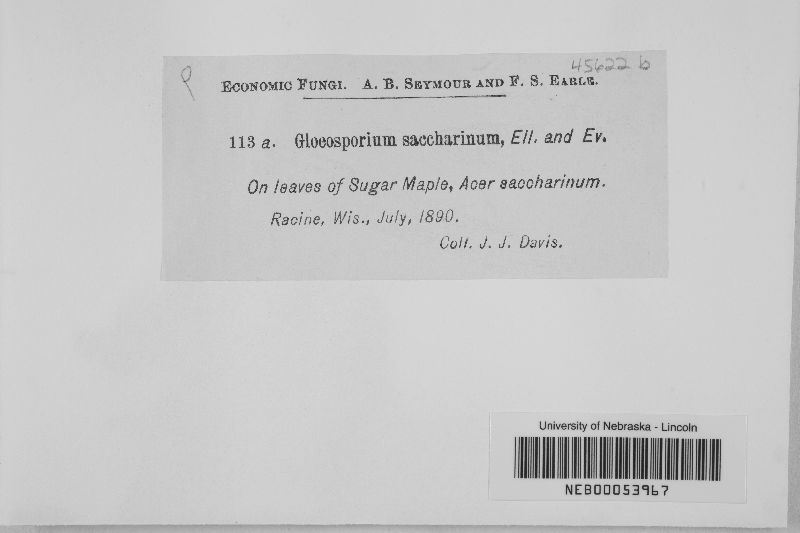 45622 b
ECONOMIC FUNGI. A. B. SEYMOUR AND F. S. EARLE.
113 a. Gloeosporium saccharinum, Ell. and Ev.
On leaves of Sugar Maple, Acer saccharinum.
Racine, Wis., July, 1890.
Coll. J. J. Davis.
University of Nebraska - Lincoln
NEB00053967